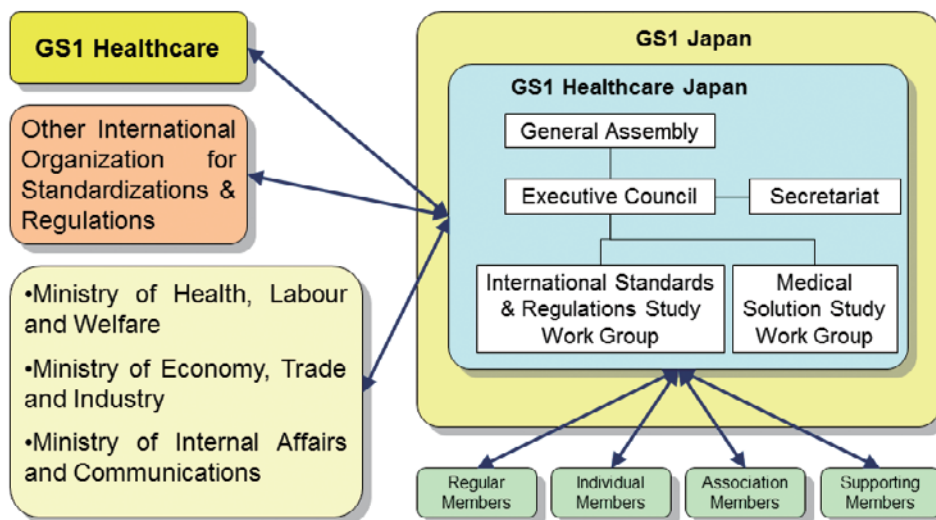 GS1 Healthcare
Other International
Organization for
Standardizations &
Regulations
•Ministry of Health, Labour
and Welfare
•Ministry of Economy, Trade
and Industry
•Ministry of Internal Affairs
and Communications
GS1 Japan
GS1 Healthcare Japan
General Assembly
Executive Council
Secretariat
International Standards
& Regulations Study
Work Group
Medical
Solution Study
Work Group
Regular
Members
Individual
Members
Association
Members
Supporting
Members